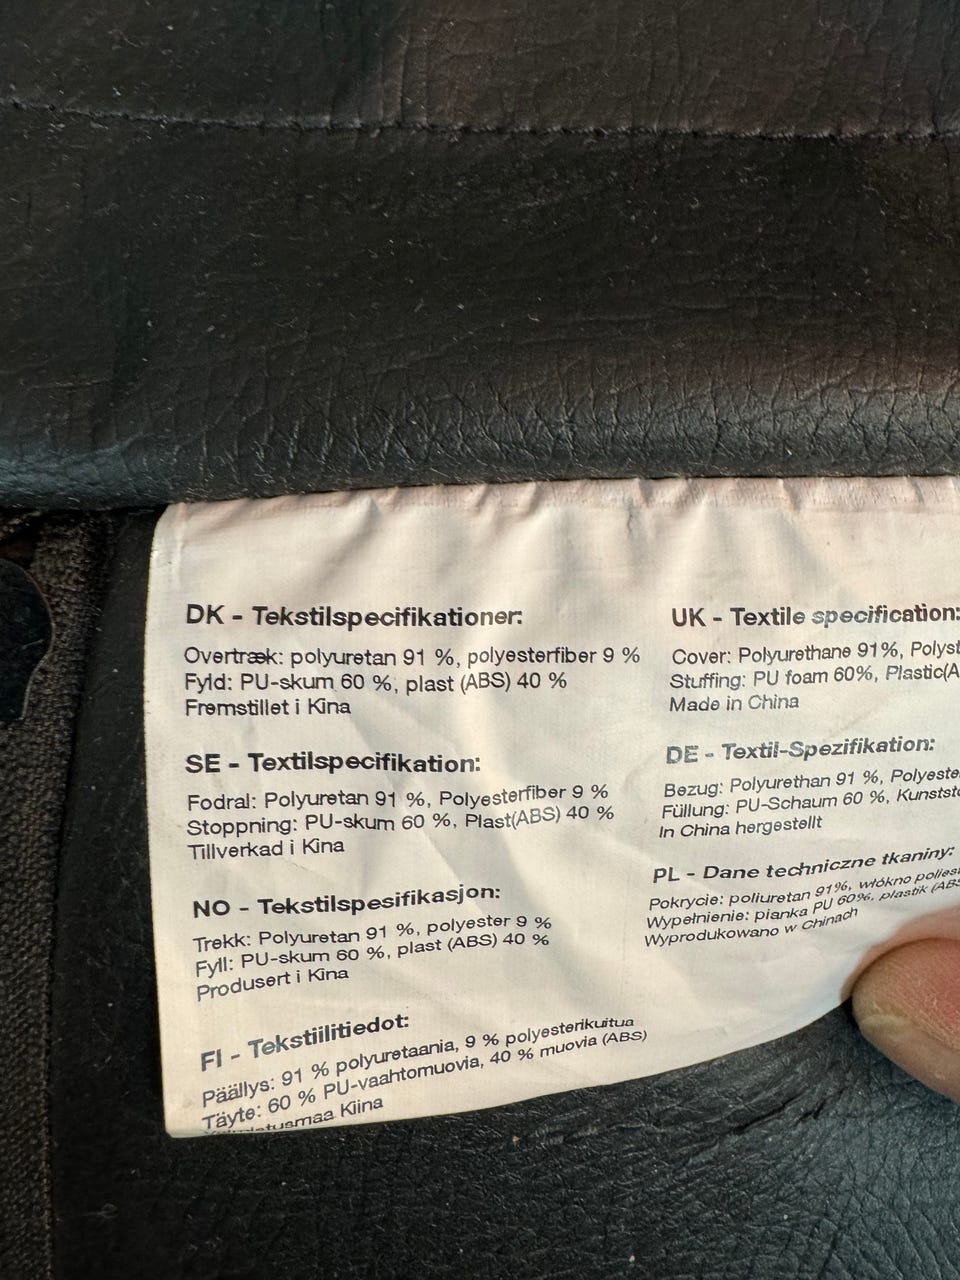 DK - Tekstilspecifikationer:
Overtræk: polyuretan 91 %, polyesterfiber 9 %
Fyld: PU-skum 60 %, plast (ABS) 40 %
Fremstillet i Kina
SE - Textilspecifikation:
Fodral: Polyuretan 91 %, Polyesterfiber 9 %
Stoppning: PU-skum 60 %, Plast(ABS) 40 %
Tillverkad i Kina
NO - Tekstilspesifikasjon:
Trekk: Polyuretan 91 %, polyester 9 %
Fyll: PU-skum 60 %, plast (ABS) 40 %
Produsert i Kina
FI - Tekstiilitiedot:
Päällys: 91 % polyuretaania, 9 % polyesterikuitua
Täyte: 60 % PU-vaahtomuovia, 40 % muovia (ABS)
Kiina
UK - Textile specification:
Cover: Polyurethane 91%,
Stuffing: PU foam 60%, Plastic(A
Made in China
DE - Textil-Spezifikation:
Bezug: Polyurethan 91 %,
Füllung: PU-Schaum 60 %,
In China hergestellt
PL - Dane techniczne tkaniny:
Pokrycie: poliuretan 91%, włókno
Wypełnienie: pianka PU 60%, plastik (ABS
Wyprodukowano w Chinach